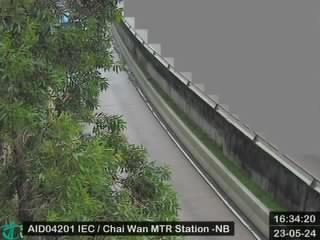 16:34:20
AID04201 IEC / Chai Wan MTR Station -NB
23-05-24